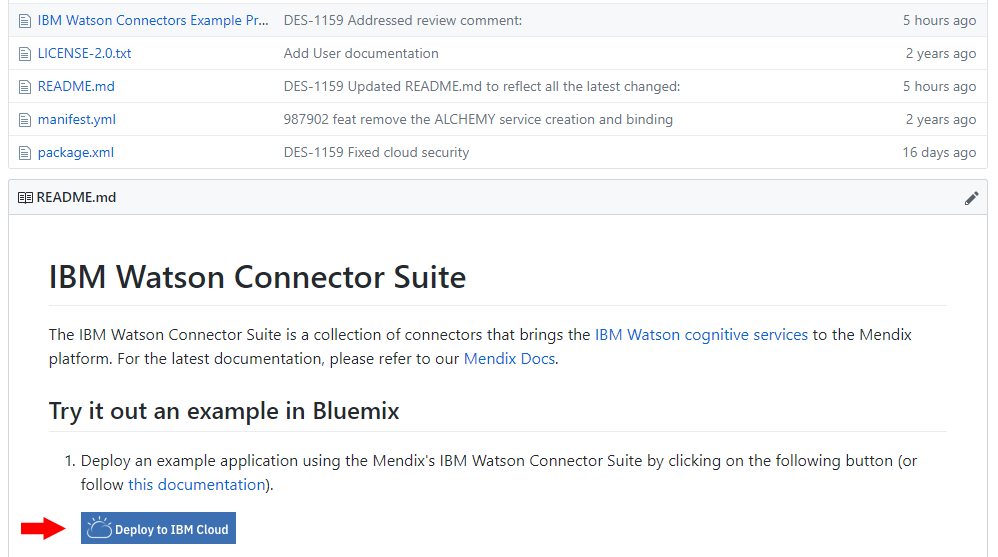 IBM Watson Connectors Example Pr... DES-1159 Addressed review comment: 5 hours ago
LICENSE-2.0.txt Add User documentation 2 years ago
README.md DES-1159 Updated README.md to reflect all the latest changed: 5 hours ago
manifest.yml 987902 feat remove the ALCHEMY service creation and binding 2 years ago
package.xml DES-1159 Fixed cloud security 16 days ago
README.md
IBM Watson Connector Suite
The IBM Watson Connector Suite is a collection of connectors that brings the IBM Watson cognitive services to the Mendix
platform. For the latest documentation, please refer to our Mendix Docs.
Try it out an example in Bluemix
1. Deploy an example application using the Mendix's IBM Watson Connector Suite by clicking on the following button (or
follow this documentation).
Deploy to IBM Cloud